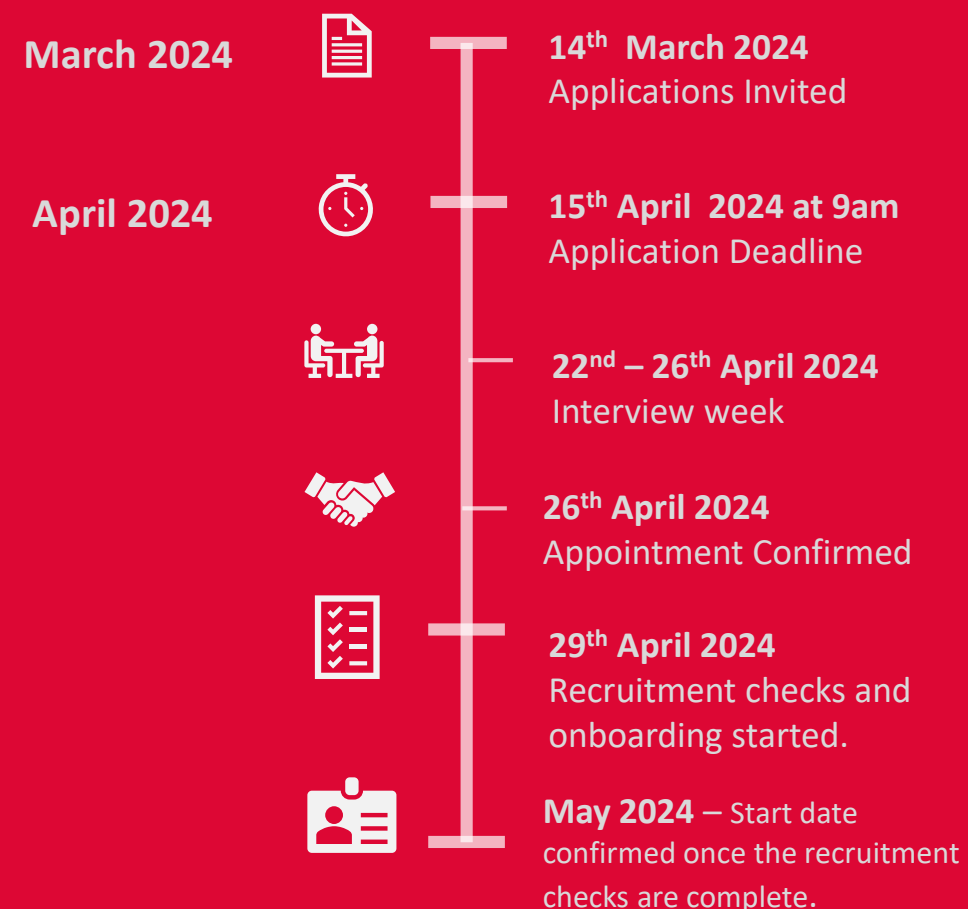 March 2024
14th March 2024
Applications Invited
April 2024
15th April 2024 at 9am
Application Deadline
22nd – 26th April 2024
Interview week
26th April 2024
Appointment Confirmed
29th April 2024
Recruitment checks and
onboarding started.
May 2024 – Start date
confirmed once the recruitment
checks are complete.